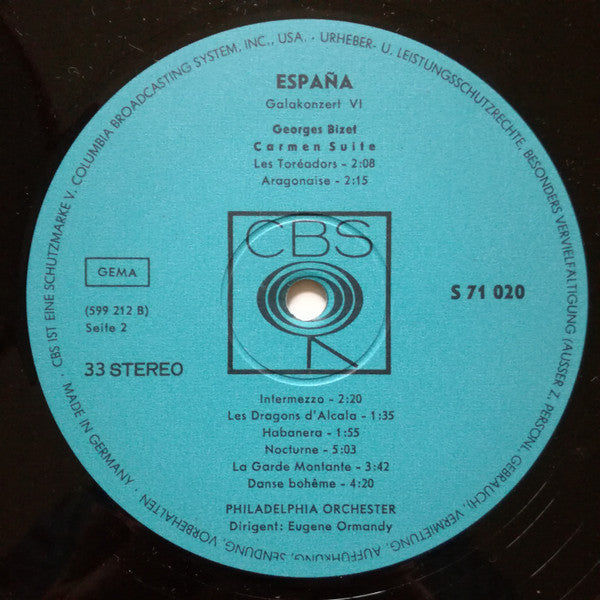 CBS IST EINE SCHUTZMARKE V. COLUMBIA BROADCASTING SYSTEM, INC., USA. · URHEBER- U. LEISTUNGSSCHUTZRECHTE, BESONDERS VERVIELFÄLTIGUNG (AUSSER Z. PERSÖNL. GEBRAUCH), VERMIETUNG, AUFFÜHRUNG, SENDUNG, VORBEHALTEN · MADE IN GERMANY ·
ESPAÑA
Galakonzert VI
Georges Bizet
Carmen Suite
Les Toréadors - 2:08
Aragonaise - 2:15
CBS
GEMA
(599 212 B)
Seite 2
33 STEREO
S 71 020
Intermezzo - 2:20
Les Dragons d'Alcala - 1:35
Habanera - 1:55
Nocturne - 5:03
La Garde Montante - 3:42
Danse bohême - 4:20
PHILADELPHIA ORCHESTER
Dirigent: Eugene Ormandy